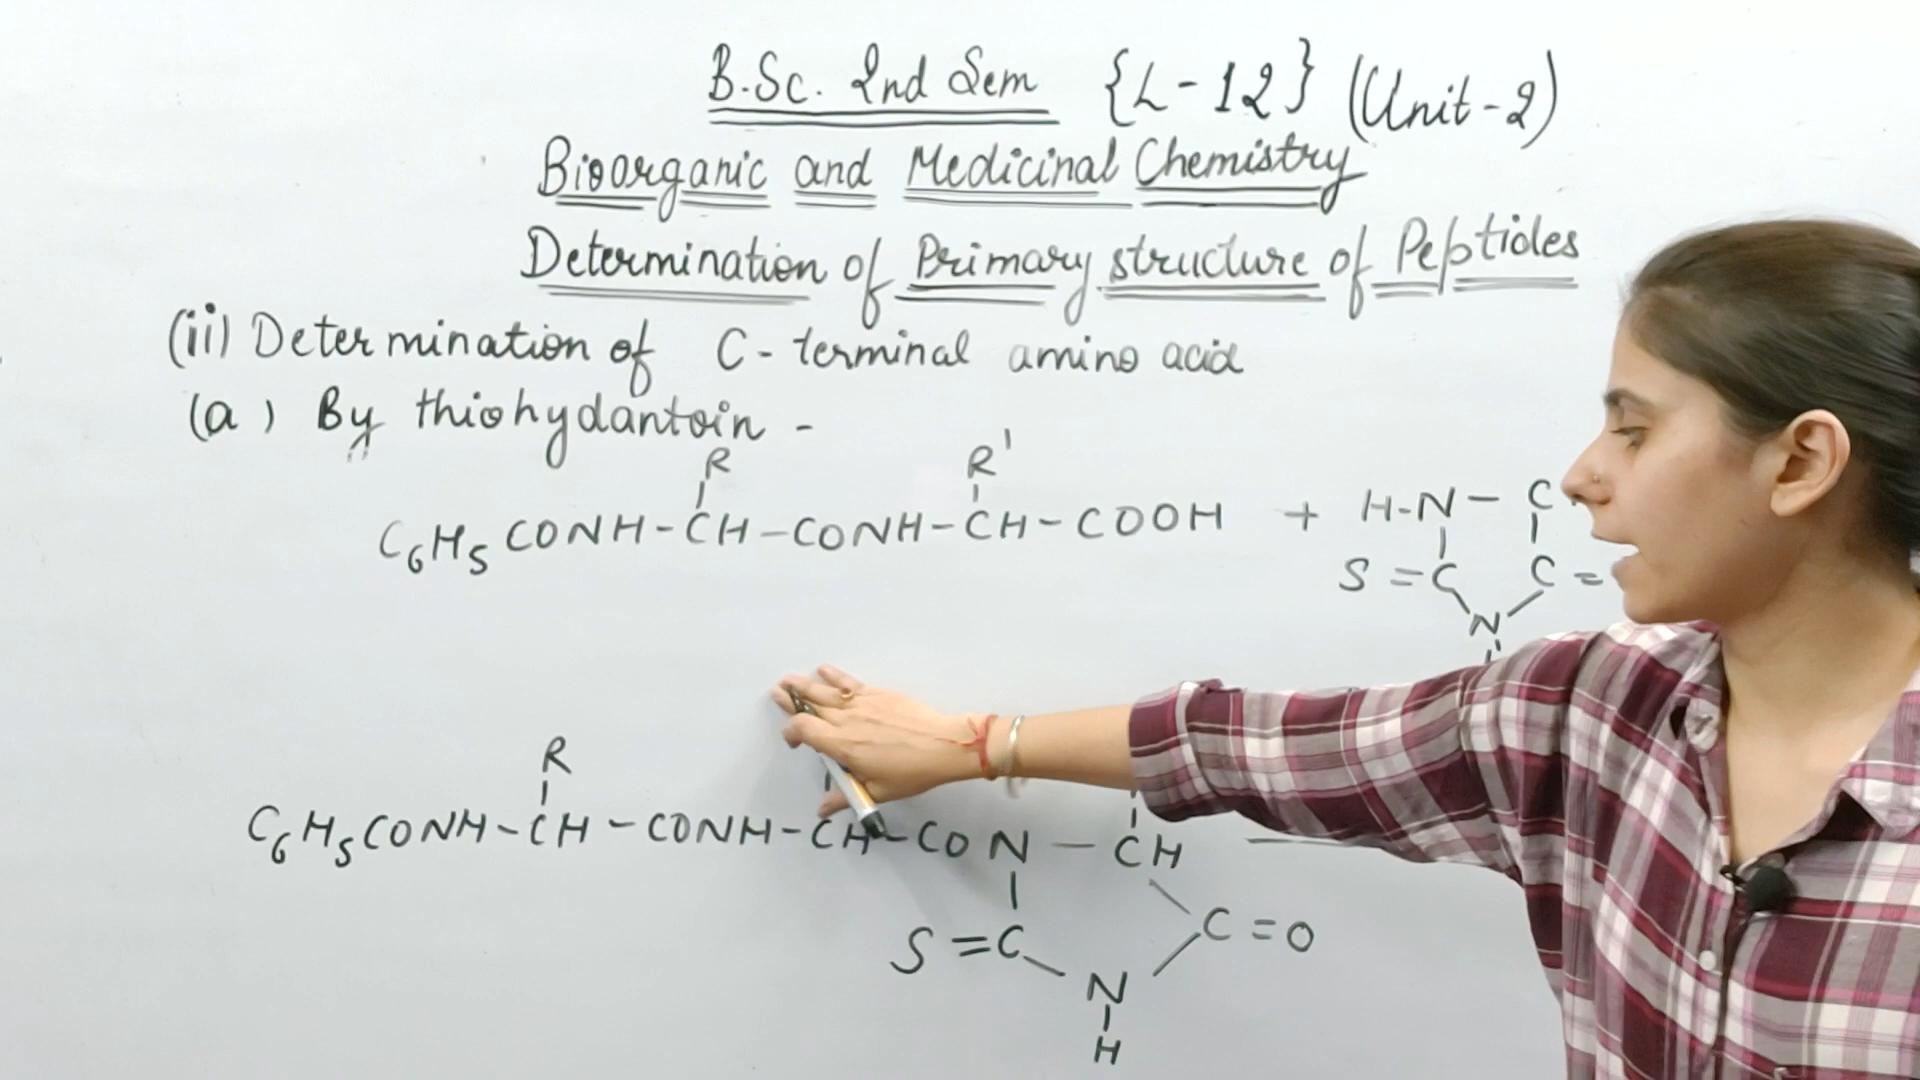 B.Sc. 2nd Sem {L-12} (Unit-2)
Bioorganic and Medicinal Chemistry
Determination of Primary structure of Peptides
(ii) Determination of C-terminal amino acid
(a) By thiohydantoin -
R R'
C6H5CONH-CH-CONH-CH-COOH + H-N-C
S=C C=
N
R
C6H5CONH-CH-CONH-CH-CON-CH
S=C C=O
N
H